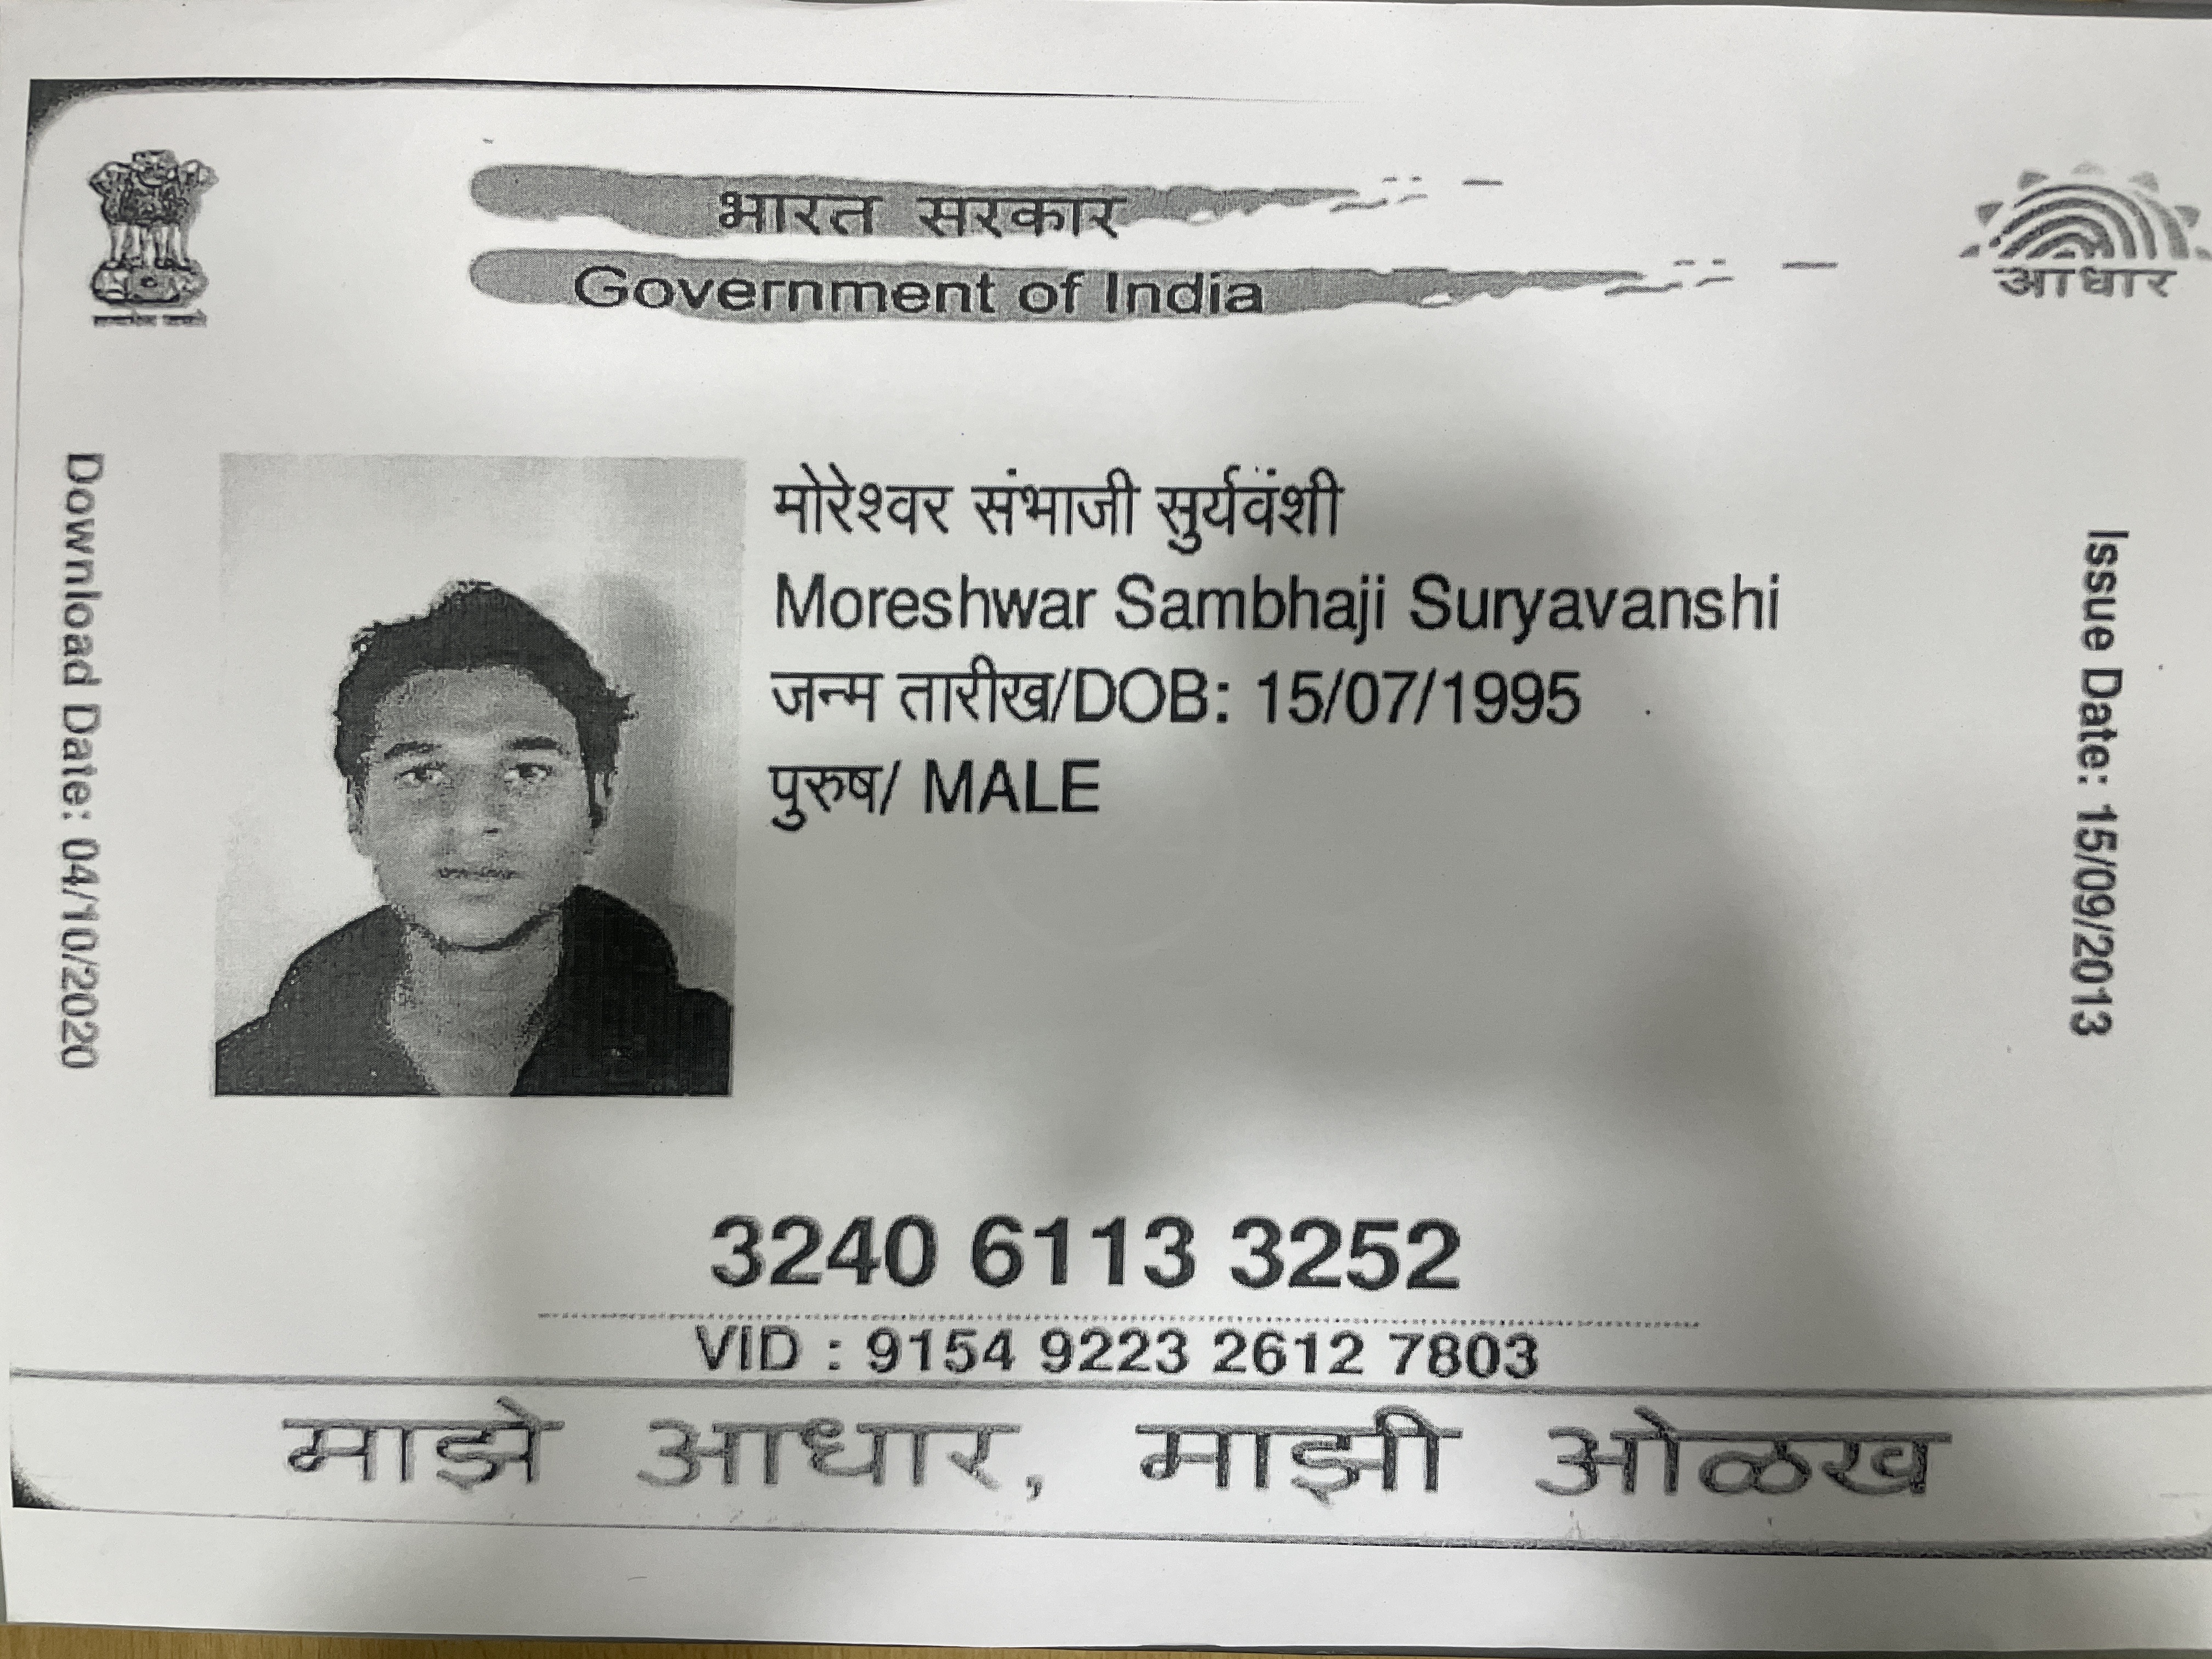 भारत सरकार
Government of India
आधार
Download Date: 04/10/2020
मोरेश्वर संभाजी सुर्यवंशी
Moreshwar Sambhaji Suryavanshi
जन्म तारीख/DOB: 15/07/1995
पुरुष/ MALE
Issue Date: 15/09/2013
3240 6113 3252
VID : 9154 9223 2612 7803
माझे आधार, माझी ओळख